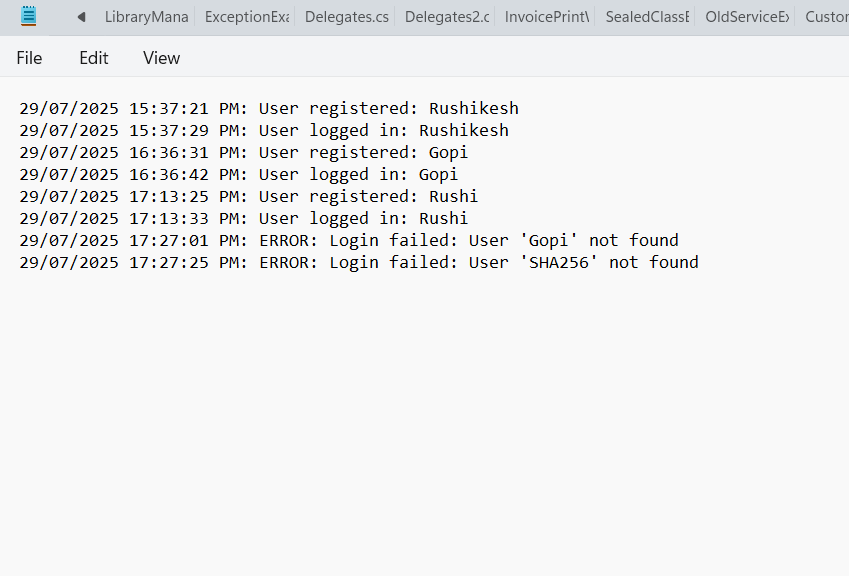 LibraryMana ExceptionExa Delegates.cs Delegates2.c InvoicePrint SealedClass OldServiceEx Custor
File Edit View
29/07/2025 15:37:21 PM: User registered: Rushikesh
29/07/2025 15:37:29 PM: User logged in: Rushikesh
29/07/2025 16:36:31 PM: User registered: Gopi
29/07/2025 16:36:42 PM: User logged in: Gopi
29/07/2025 17:13:25 PM: User registered: Rushi
29/07/2025 17:13:33 PM: User logged in: Rushi
29/07/2025 17:27:01 PM: ERROR: Login failed: User 'Gopi' not found
29/07/2025 17:27:25 PM: ERROR: Login failed: User 'SHA256' not found